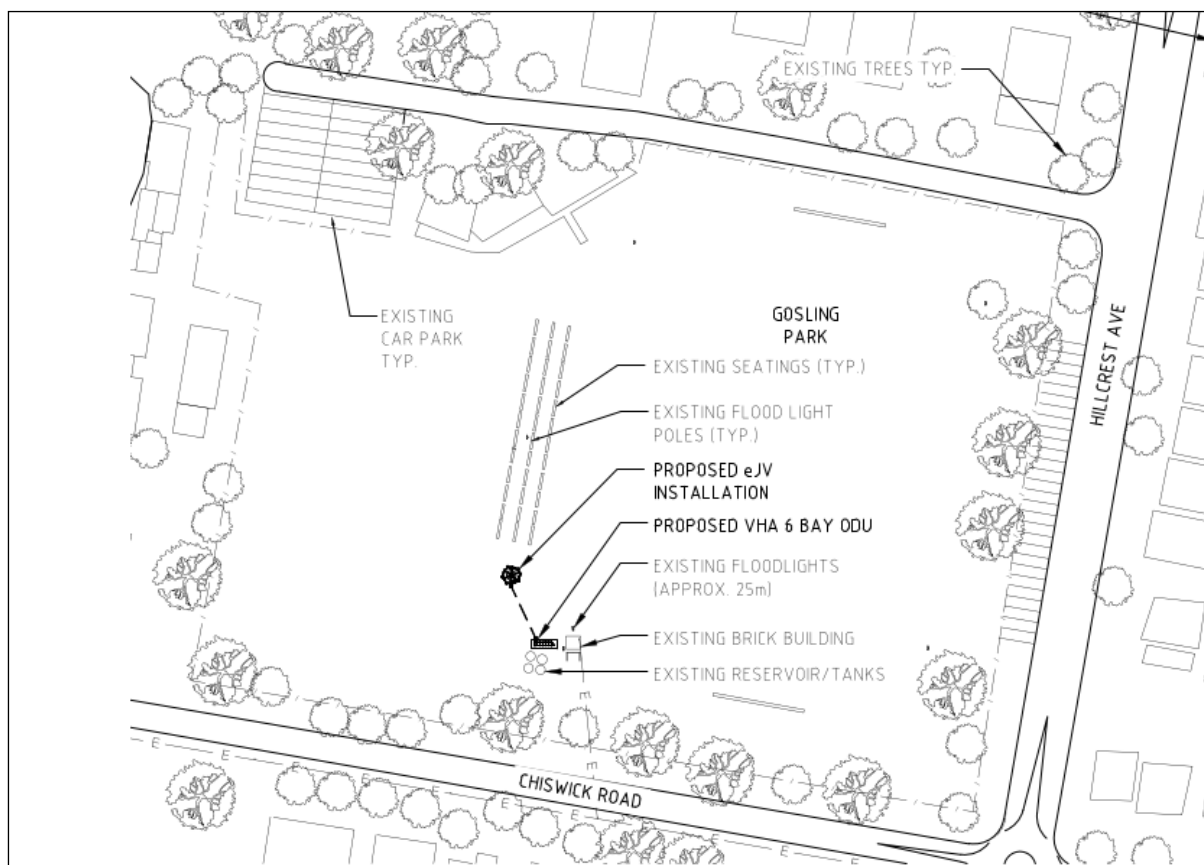 EXISTING TREES TYP.
EXISTING
CAR PARK
TYP.
GOSLING
PARK
HILLCREST AVE
EXISTING SEATINGS (TYP.)
EXISTING FLOOD LIGHT
POLES (TYP.)
PROPOSED eJV
INSTALLATION
PROPOSED VHA 6 BAY ODU
EXISTING FLOODLIGHTS
(APPROX. 25m)
EXISTING BRICK BUILDING
EXISTING RESERVOIR/TANKS
E
E
E
E
E
CHISWICK ROAD
E
E
E
E
E